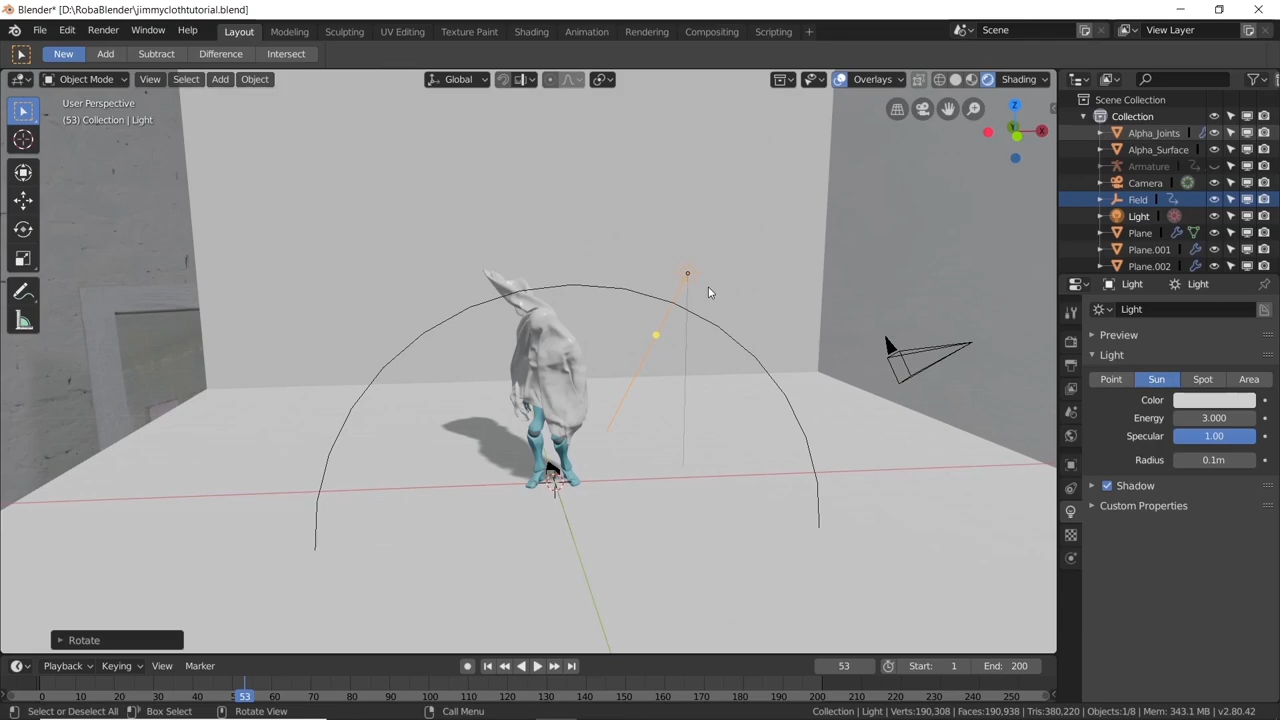 Blender* [D:\RobaBlender\jimmyclothtutorial.blend]
File Edit Render Window Help Layout Modeling Sculpting UV Editing Texture Paint Shading Animation Rendering Compositing Scripting + Scene View Layer
New Add Subtract Difference Intersect
Object Mode View Select Add Object Global Overlays Shading
User Perspective
(53) Collection | Light
Z
Y
X
Scene Collection
Collection
Alpha_Joints
Alpha_Surface
Armature
Camera
Field
Light
Plane
Plane.001
Plane.002
Light Light
Light
Preview
Light
Point Sun Spot Area
Color
Energy 3.000
Specular 1.00
Radius 0.1m
Shadow
Custom Properties
Rotate
Playback Keying View Marker 53 Start: 1 End: 200
0 10 20 30 40 53 60 70 80 90 100 110 120 130 140 150 160 170 180 190 200 210 220 230 240 250
Select or Deselect All Box Select Rotate View Call Menu Collection | Light | Verts:190,308 | Faces:190,938 | Tris:380,220 | Objects:1/8 | Mem: 343.1 MB | v2.80.42